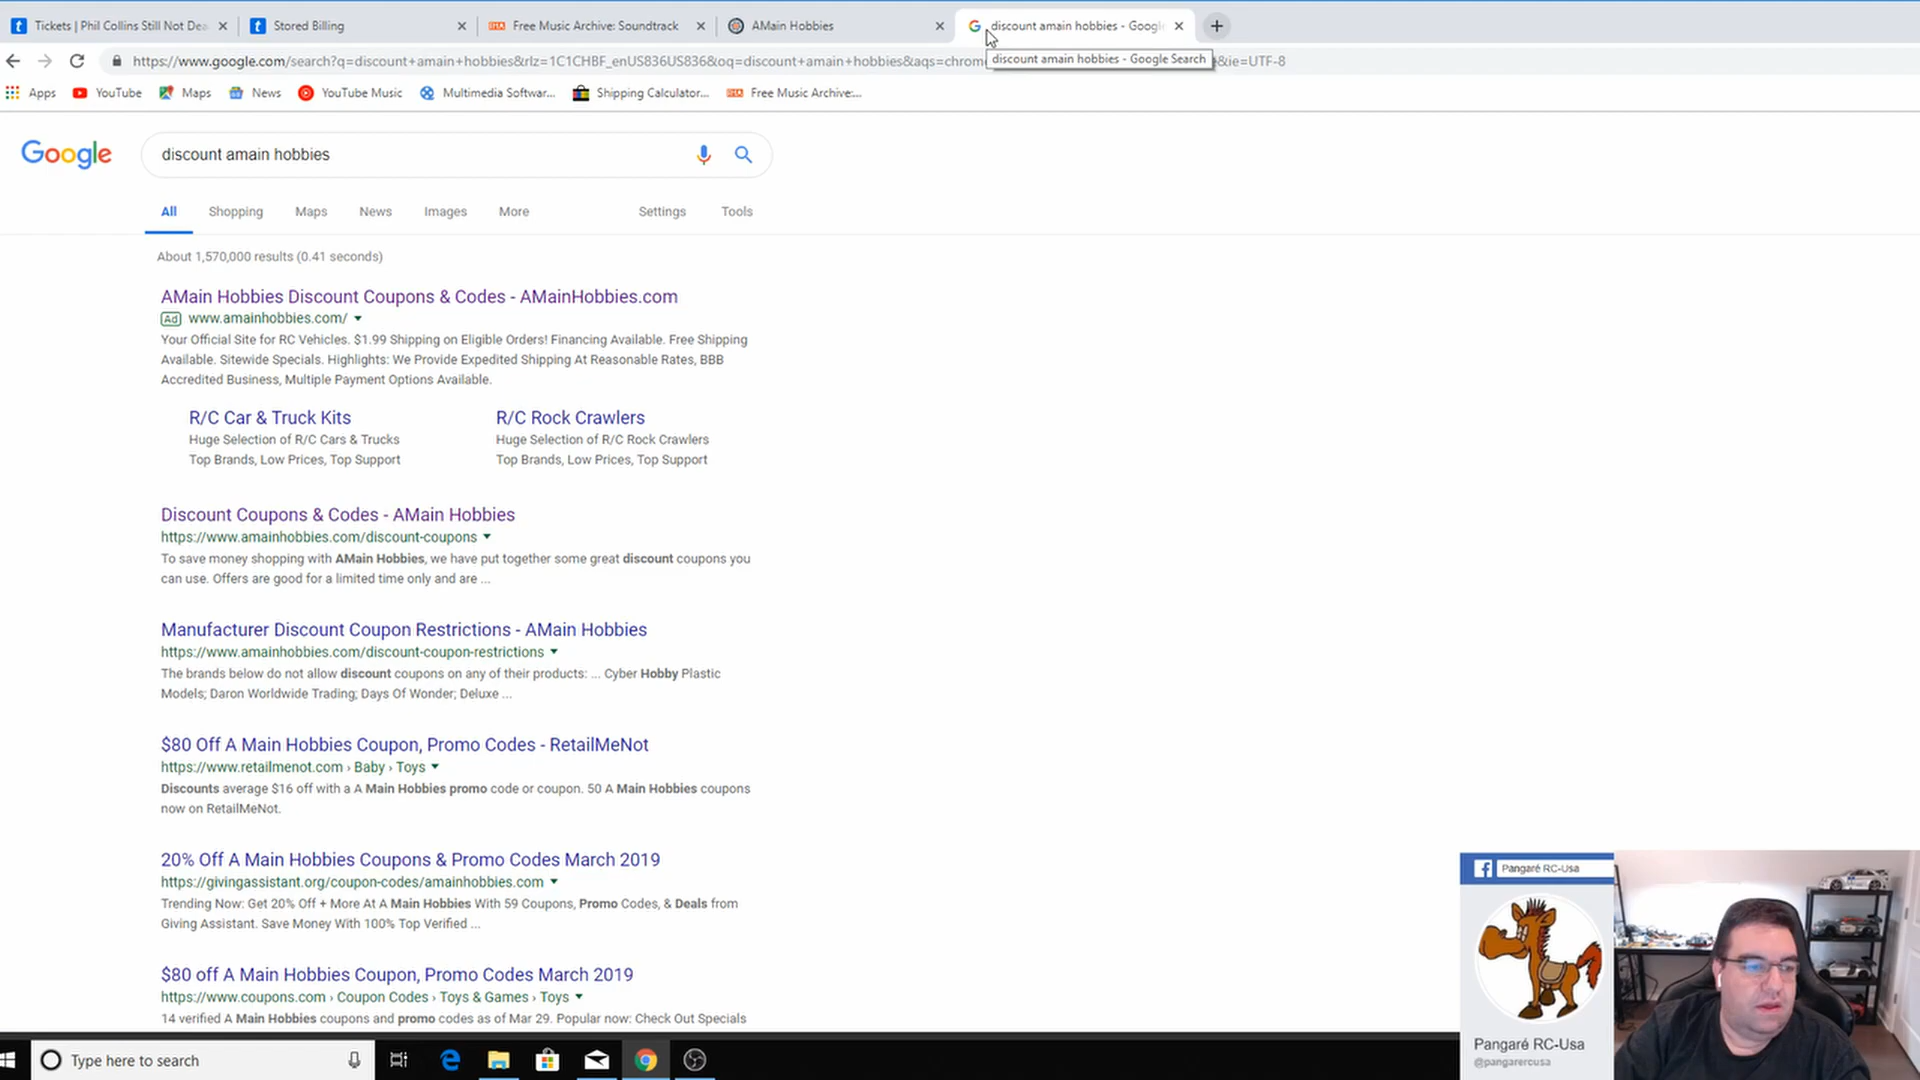 Tickets | Phil Collins Still Not Dea
Stored Billing
Free Music Archive: Soundtrack
AMain Hobbies
discount amain hobbies - Googl
https://www.google.com/search?q=discount+amain+hobbies&rlz=1C1CHBF_enUS836US836&oq=discount+amain+hobbies&aqs=chrom
&ie=UTF-8
discount amain hobbies - Google Search
Apps
YouTube
Maps
News
YouTube Music
Multimedia Softwar...
Shipping Calculator...
Free Music Archive:...
Google
discount amain hobbies
All
Shopping
Maps
News
Images
More
Settings
Tools
About 1,570,000 results (0.41 seconds)
AMain Hobbies Discount Coupons & Codes - AMainHobbies.com
Ad www.amainhobbies.com/
Your Official Site for RC Vehicles. $1.99 Shipping on Eligible Orders! Financing Available. Free Shipping
Available. Sitewide Specials. Highlights: We Provide Expedited Shipping At Reasonable Rates, BBB
Accredited Business, Multiple Payment Options Available.
R/C Car & Truck Kits
Huge Selection of R/C Cars & Trucks
Top Brands, Low Prices, Top Support
R/C Rock Crawlers
Huge Selection of R/C Rock Crawlers
Top Brands, Low Prices, Top Support
Discount Coupons & Codes - AMain Hobbies
https://www.amainhobbies.com/discount-coupons
To save money shopping with AMain Hobbies, we have put together some great discount coupons you
can use. Offers are good for a limited time only and are ...
Manufacturer Discount Coupon Restrictions - AMain Hobbies
https://www.amainhobbies.com/discount-coupon-restrictions
The brands below do not allow discount coupons on any of their products: ... Cyber Hobby Plastic
Models; Daron Worldwide Trading; Days Of Wonder; Deluxe ...
$80 Off A Main Hobbies Coupon, Promo Codes - RetailMeNot
https://www.retailmenot.com › Baby › Toys
Discounts average $16 off with a A Main Hobbies promo code or coupon. 50 A Main Hobbies coupons
now on RetailMeNot.
20% Off A Main Hobbies Coupons & Promo Codes March 2019
https://givingassistant.org/coupon-codes/amainhobbies.com
Trending Now: Get 20% Off + More At A Main Hobbies With 59 Coupons, Promo Codes, & Deals from
Giving Assistant. Save Money With 100% Top Verified ...
$80 off A Main Hobbies Coupon, Promo Codes March 2019
https://www.coupons.com › Coupon Codes › Toys & Games › Toys
14 verified A Main Hobbies coupons and promo codes as of Mar 29. Popular now: Check Out Specials
Pangaré RC-Usa
Pangaré RC-Usa
@pangarercusa
Type here to search